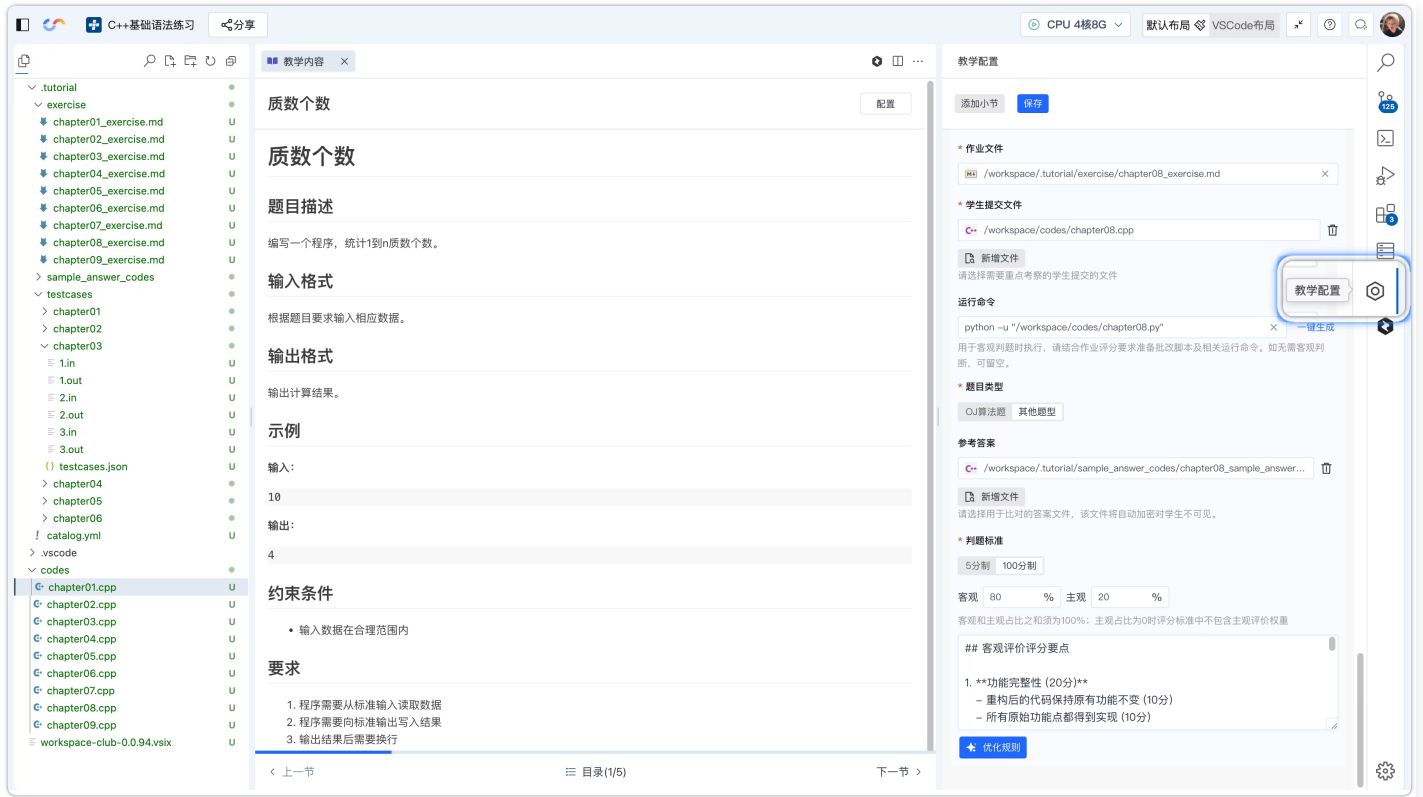 C++基础语法练习
分享
CPU 4核8G
默认布局
VSCode布局
.tutorial
exercise
chapter01_exercise.md U
chapter02_exercise.md U
chapter03_exercise.md U
chapter04_exercise.md U
chapter05_exercise.md U
chapter06_exercise.md U
chapter07_exercise.md U
chapter08_exercise.md U
chapter09_exercise.md U
sample_answer_codes
testcases
chapter01
chapter02
chapter03
1.in U
1.out U
2.in U
2.out U
3.in U
3.out U
testcases.json U
chapter04
chapter05
chapter06
! catalog.yml U
.vscode
codes
chapter01.cpp U
chapter02.cpp U
chapter03.cpp U
chapter04.cpp U
chapter05.cpp U
chapter06.cpp U
chapter07.cpp U
chapter08.cpp U
chapter09.cpp U
workspace-club-0.0.94.vsix U
教学内容
质数个数
配置
质数个数
题目描述
编写一个程序，统计1到n质数个数。
输入格式
根据题目要求输入相应数据。
输出格式
输出计算结果。
示例
输入：
10
输出：
4
约束条件
• 输入数据在合理范围内
要求
1. 程序需要从标准输入读取数据
2. 程序需要向标准输出写入结果
3. 输出结果后需要换行
上一节
目录(1/5)
下一节
教学配置
添加小节
保存
* 作业文件
/workspace/.tutorial/exercise/chapter08_exercise.md
* 学生提交文件
/workspace/codes/chapter08.cpp
新增文件
请选择需要重点考察的学生提交的文件
运行命令
python –u "/workspace/codes/chapter08.py"
一键生成
用于客观判题时执行，请结合作业评分要求准备批改脚本及相关运行命令。如无需客观判
断，可留空。
* 题目类型
OJ算法题 其他题型
参考答案
/workspace/.tutorial/sample_answer_codes/chapter08_sample_answer...
新增文件
请选择用于比对的答案文件，该文件将自动加密对学生不可见。
* 判题标准
5分制 100分制
客观 80 % 主观 20 %
客观和主观占比之和须为100%；主观占比为0时评分标准中不包含主观评价权重
## 客观评价评分要点
1. **功能完整性 (20分)**
– 重构后的代码保持原有功能不变 (10分)
– 所有原始功能点都得到实现 (10分)
优化规则
125
3
教学配置